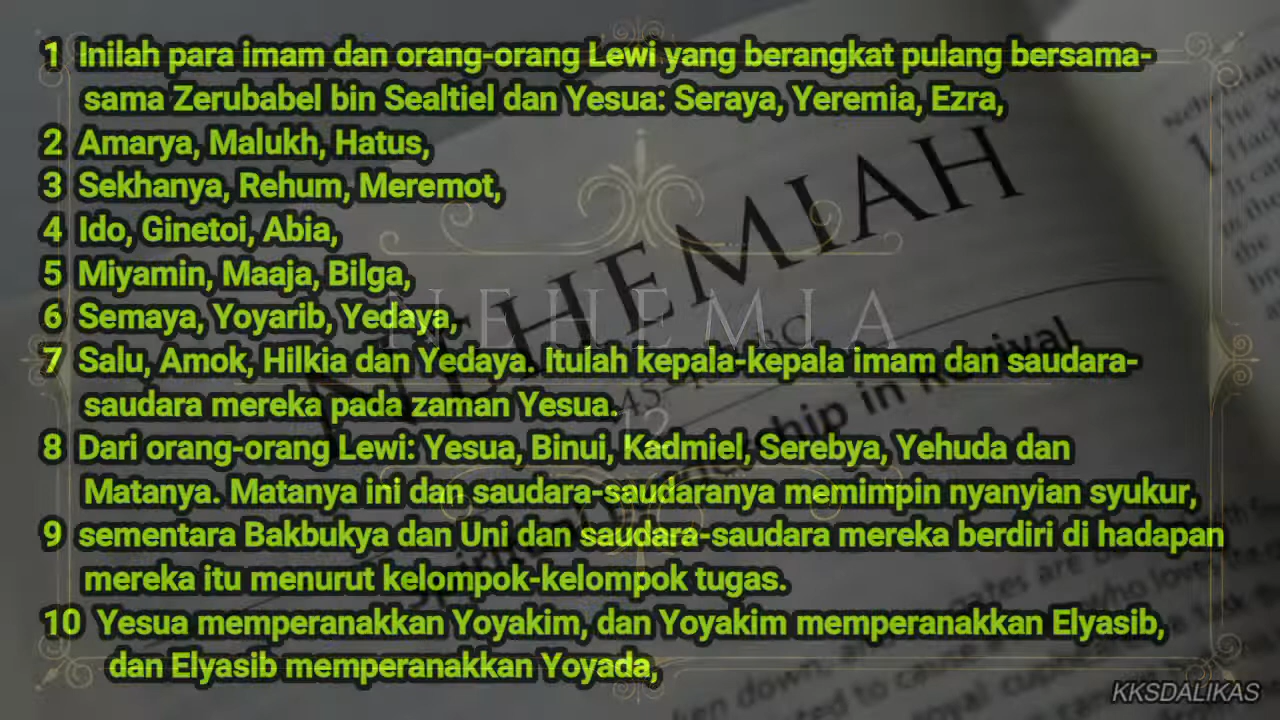 1 Inilah para imam dan orang-orang Lewi yang berangkat pulang bersama-
sama Zerubabel bin Sealtiel dan Yesua: Seraya, Yeremia, Ezra,
2 Amarya, Malukh, Hatus,
3 Sekhanya, Rehum, Meremot,
4 Ido, Ginetoi, Abia,
5 Miyamin, Maaja, Bilga,
6 Semaya, Yoyarib, Yedaya,
7 Salu, Amok, Hilkia dan Yedaya. Itulah kepala-kepala imam dan saudara-
saudara mereka pada zaman Yesua.
8 Dari orang-orang Lewi: Yesua, Binui, Kadmiel, Serebya, Yehuda dan
Matanya. Matanya ini dan saudara-saudaranya memimpin nyanyian syukur,
9 sementara Bakbukya dan Uni dan saudara-saudara mereka berdiri di hadapan
mereka itu menurut kelompok-kelompok tugas.
10 Yesua memperanakkan Yoyakim, dan Yoyakim memperanakkan Elyasib,
dan Elyasib memperanakkan Yoyada,
NEHEMIAH
NEHEMIA
12
in Revival
KKSDALIKAS